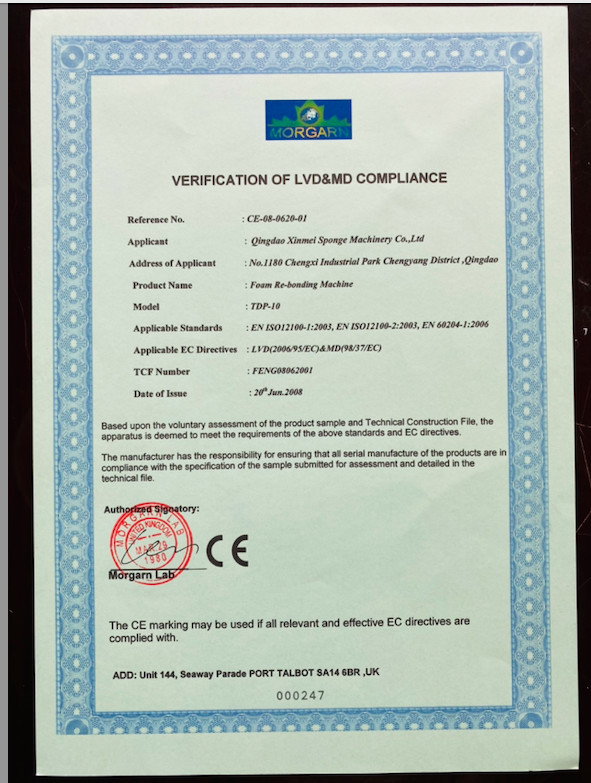 MORGARN
VERIFICATION OF LVD&MD COMPLIANCE
Reference No. : CE-08-0620-01
Applicant : Qingdao Xinmei Sponge Machinery Co.,Ltd
Address of Applicant : No.1180 Chengxi Industrial Park Chengyang District ,Qingdao
Product Name : Foam Re-bonding Machine
Model : TDP-10
Applicable Standards : EN ISO12100-1:2003, EN ISO12100-2:2003, EN 60204-1:2006
Applicable EC Directives : LVD(2006/95/EC)&MD(98/37/EC)
TCF Number : FENG08062001
Date of Issue : 20th Jun.2008
Based upon the voluntary assessment of the product sample and Technical Construction File, the
apparatus is deemed to meet the requirements of the above standards and EC directives.
The manufacturer has the responsibility for ensuring that all serial manufacture of the products are in
compliance with the specification of the sample submitted for assessment and detailed in the
technical file.
Authorized Signatory:
MORGARN LAB
UNITED KINGDOM
MAR 29
1980
CE
Morgarn Lab
The CE marking may be used if all relevant and effective EC directives are
complied with.
ADD: Unit 144, Seaway Parade PORT TALBOT SA14 6BR ,UK
000247